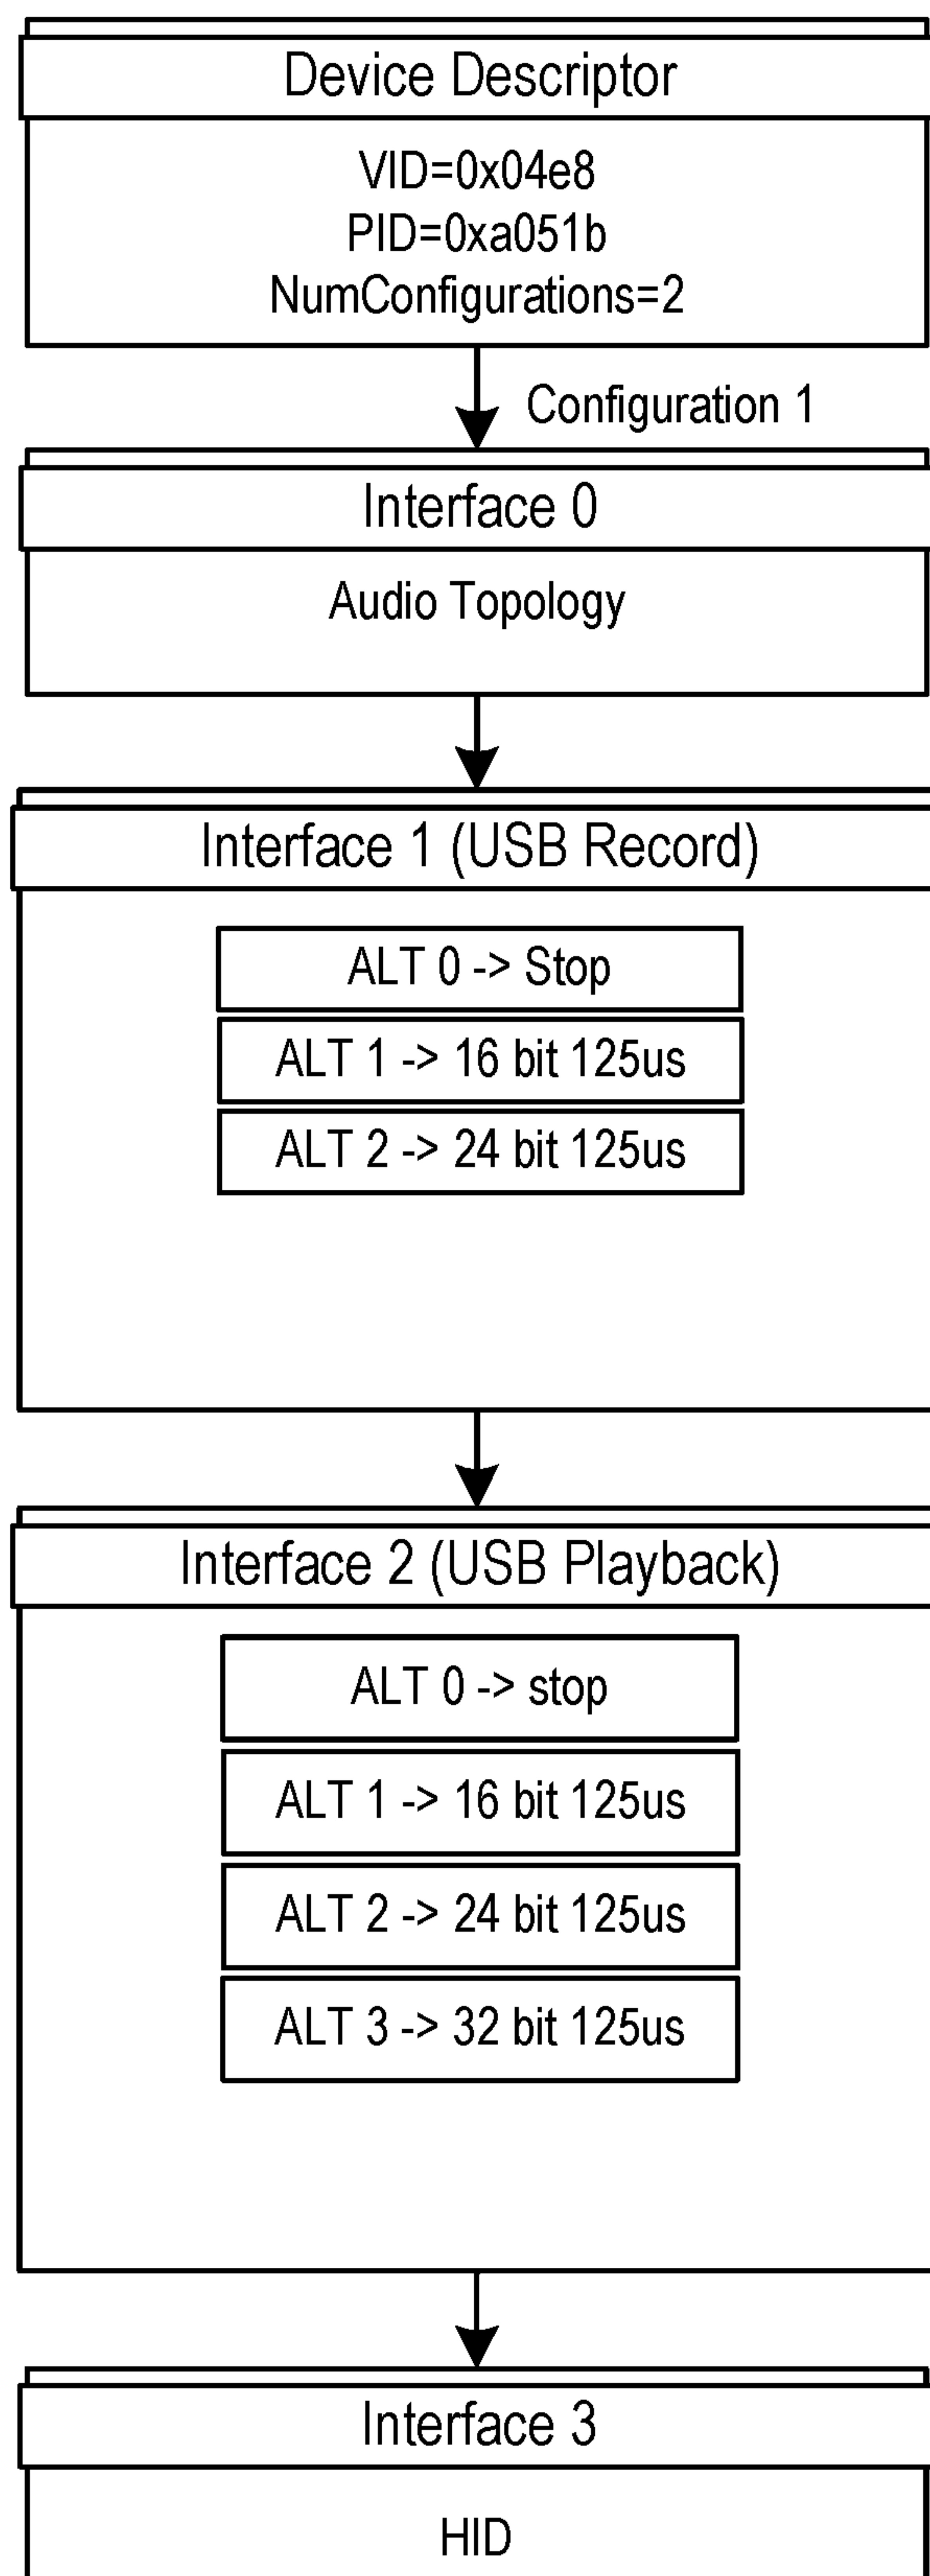 Device Descriptor
VID=0x04e8
PID=0xa051b
NumConfigurations=2
Configuration 1
Interface 0
Audio Topology
Interface 1 (USB Record)
ALT 0 -> Stop
ALT 1 -> 16 bit 125us
ALT 2 -> 24 bit 125us
Interface 2 (USB Playback)
ALT 0 -> stop
ALT 1 -> 16 bit 125us
ALT 2 -> 24 bit 125us
ALT 3 -> 32 bit 125us
Interface 3
HID